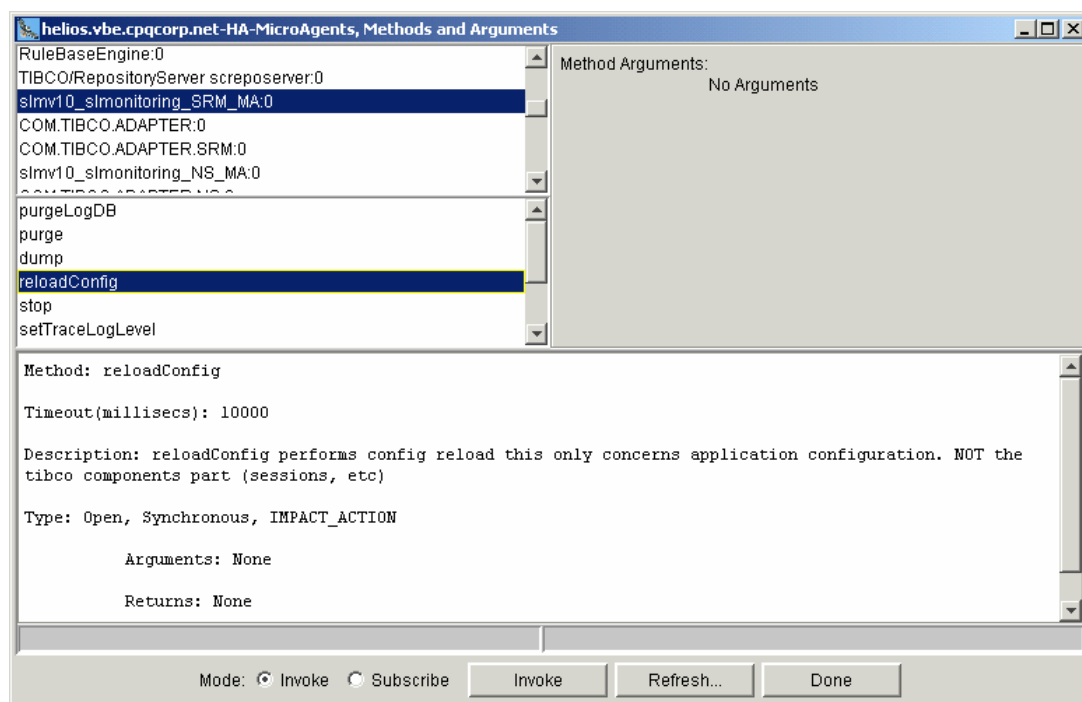 helios.vbe.cpqcorp.net-HA-MicroAgents, Methods and Arguments
RuleBaseEngine:0
TIBCO/RepositoryServer screposerver:0
slmv10_slmonitoring_SRM_MA:0
COM.TIBCO.ADAPTER:0
COM.TIBCO.ADAPTER.SRM:0
slmv10_slmonitoring_NS_MA:0
purgeLogDB
purge
dump
reloadConfig
stop
setTraceLogLevel
Method Arguments:
No Arguments
Method: reloadConfig
Timeout(millisecs): 10000
Description: reloadConfig performs config reload this only concerns application configuration. NOT the
tibco components part (sessions, etc)
Type: Open, Synchronous, IMPACT_ACTION
Arguments: None
Returns: None
Mode: Invoke Subscribe Invoke Refresh... Done